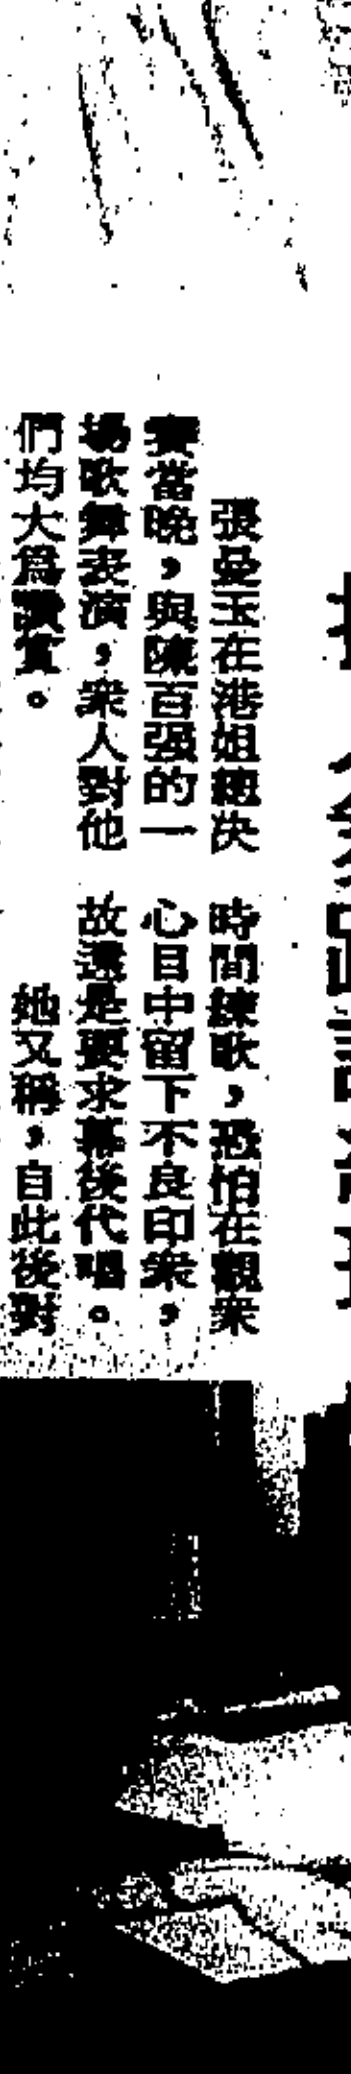 張曼玉在港姐總决
賽當晚，與陳百强的一
場歌舞表演，衆人對他
們均大爲讚賞。
時間練歌，恐怕在觀衆
心目中留下不良印象，
故還是要求幕後代唱。
她又稱，自此後對